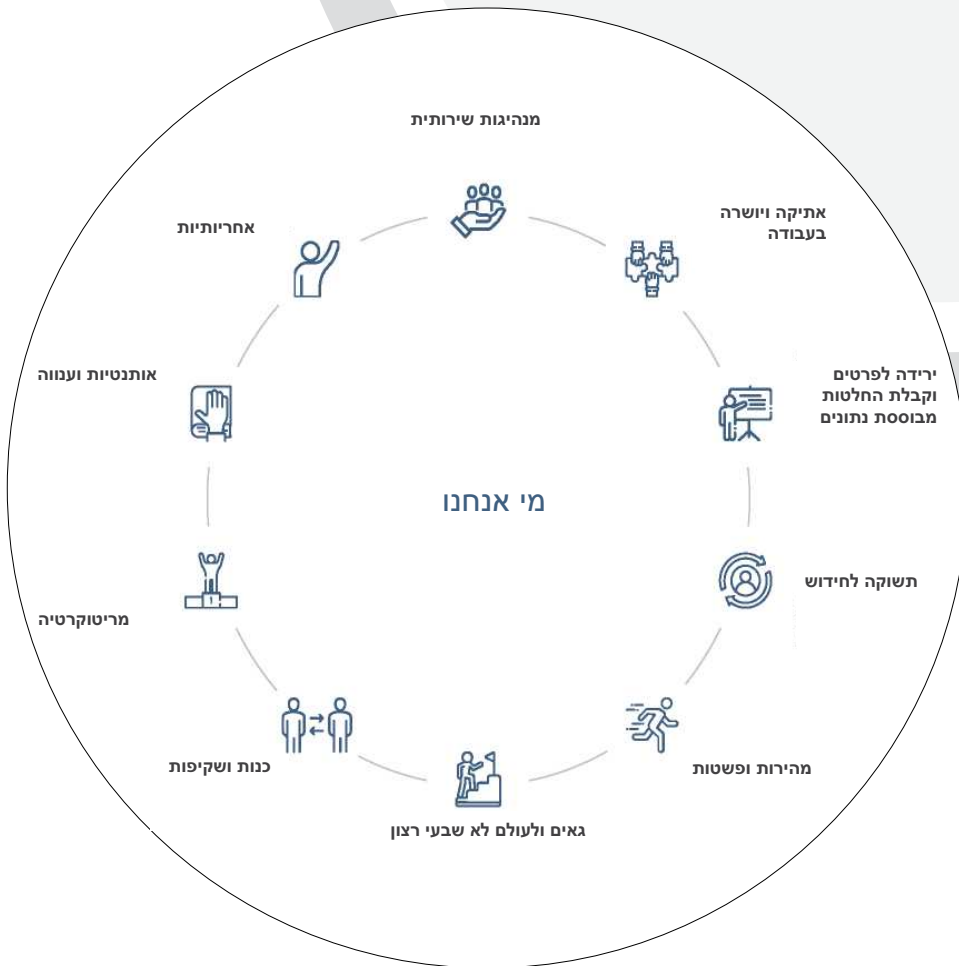 מנהיגות שירותית
אתיקה ויושרה
בעבודה
ירידה לפרטים
וקבלת החלטות
מבוססת נתונים
תשוקה לחידוש
מהירות ופשטות
גאים ולעולם לא שבעי רצון
כנות ושקיפות
מריטוקרטיה
אותנטיות וענווה
אחריותיות
מי אנחנו